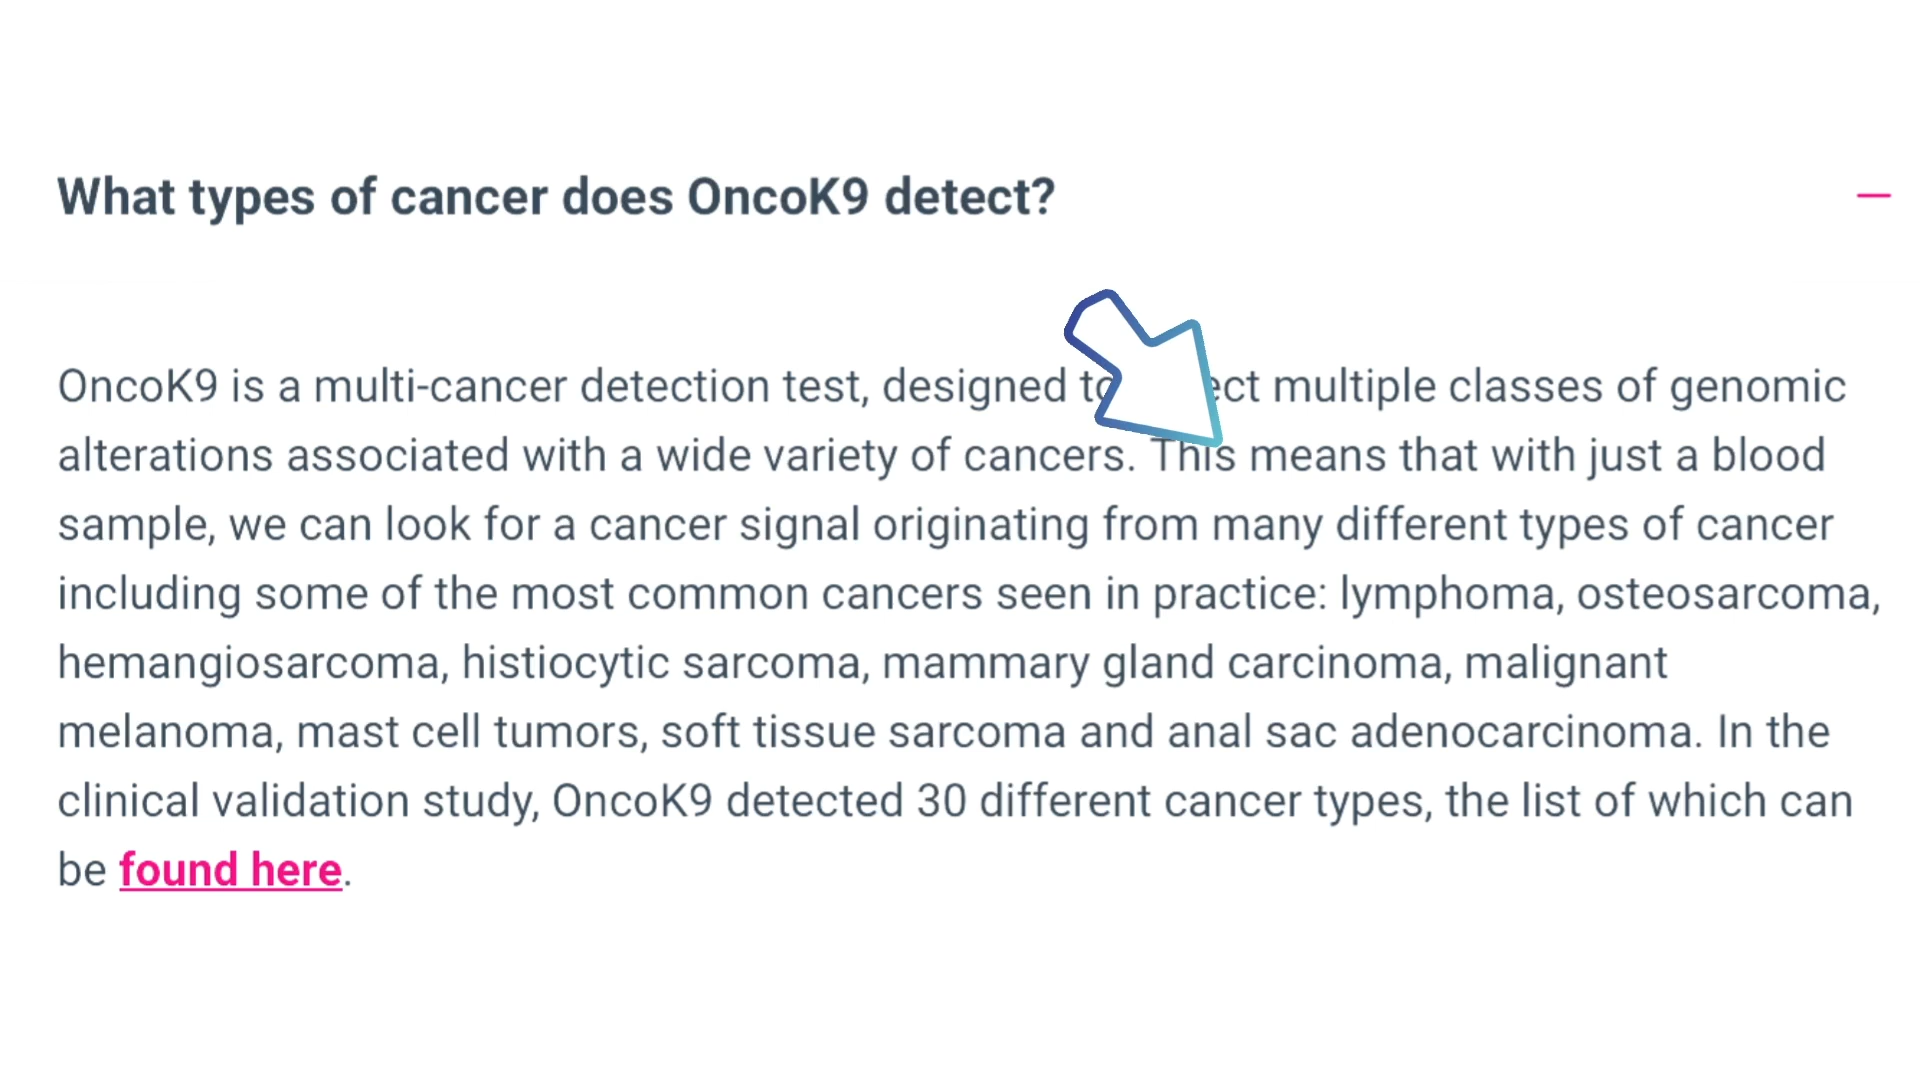 What types of cancer does OncoK9 detect?
OncoK9 is a multi-cancer detection test, designed multiple classes of genomic
alterations associated with a wide variety of cancers. This means that with just a blood
sample, we can look for a cancer signal originating from many different types of cancer
including some of the most common cancers seen in practice: lymphoma, osteosarcoma,
hemangiosarcoma, histiocytic sarcoma, mammary gland carcinoma, malignant
melanoma, mast cell tumors, soft tissue sarcoma and anal sac adenocarcinoma. In the
clinical validation study, OncoK9 detected 30 different cancer types, the list of which can
be found here.